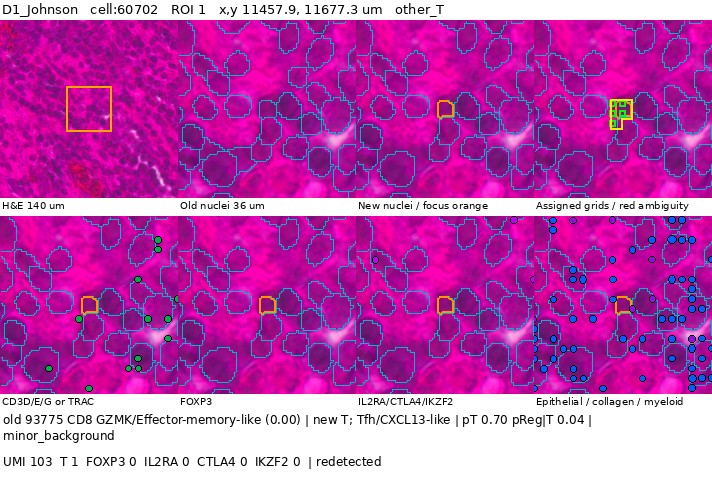 D1_Johnson cell:60702 ROI 1 x,y 11457.9, 11677.3 um other_T
H&E 140 um
Old nuclei 36 um
New nuclei / focus orange
Assigned grids / red ambiguity
CD3D/E/G or TRAC
FOXP3
IL2RA/CTLA4/IKZF2
Epithelial / collagen / myeloid
old 93775 CD8 GZMK/Effector-memory-like (0.00) | new T; Tfh/CXCL13-like | pT 0.70 pReg|T 0.04 |
minor_background
UMI 103 T 1 FOXP3 0 IL2RA 0 CTLA4 0 IKZF2 0 | redetected